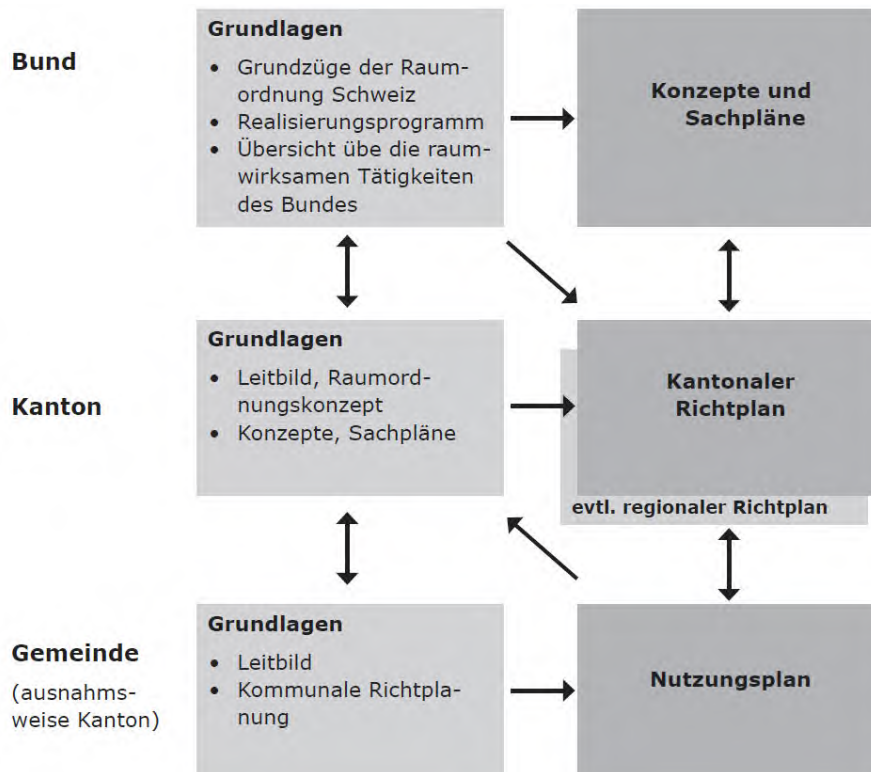 Bund
Grundlagen
• Grundzüge der Raum-
ordnung Schweiz
• Realisierungsprogramm
• Übersicht übe die raum-
wirksamen Tätigkeiten
des Bundes
Konzepte und
Sachpläne
Kanton
Grundlagen
• Leitbild, Raumord-
nungskonzept
• Konzepte, Sachpläne
Kantonaler
Richtplan
evtl. regionaler Richtplan
Gemeinde
(ausnahms-
weise Kanton)
Grundlagen
• Leitbild
• Kommunale Richtpla-
nung
Nutzungsplan